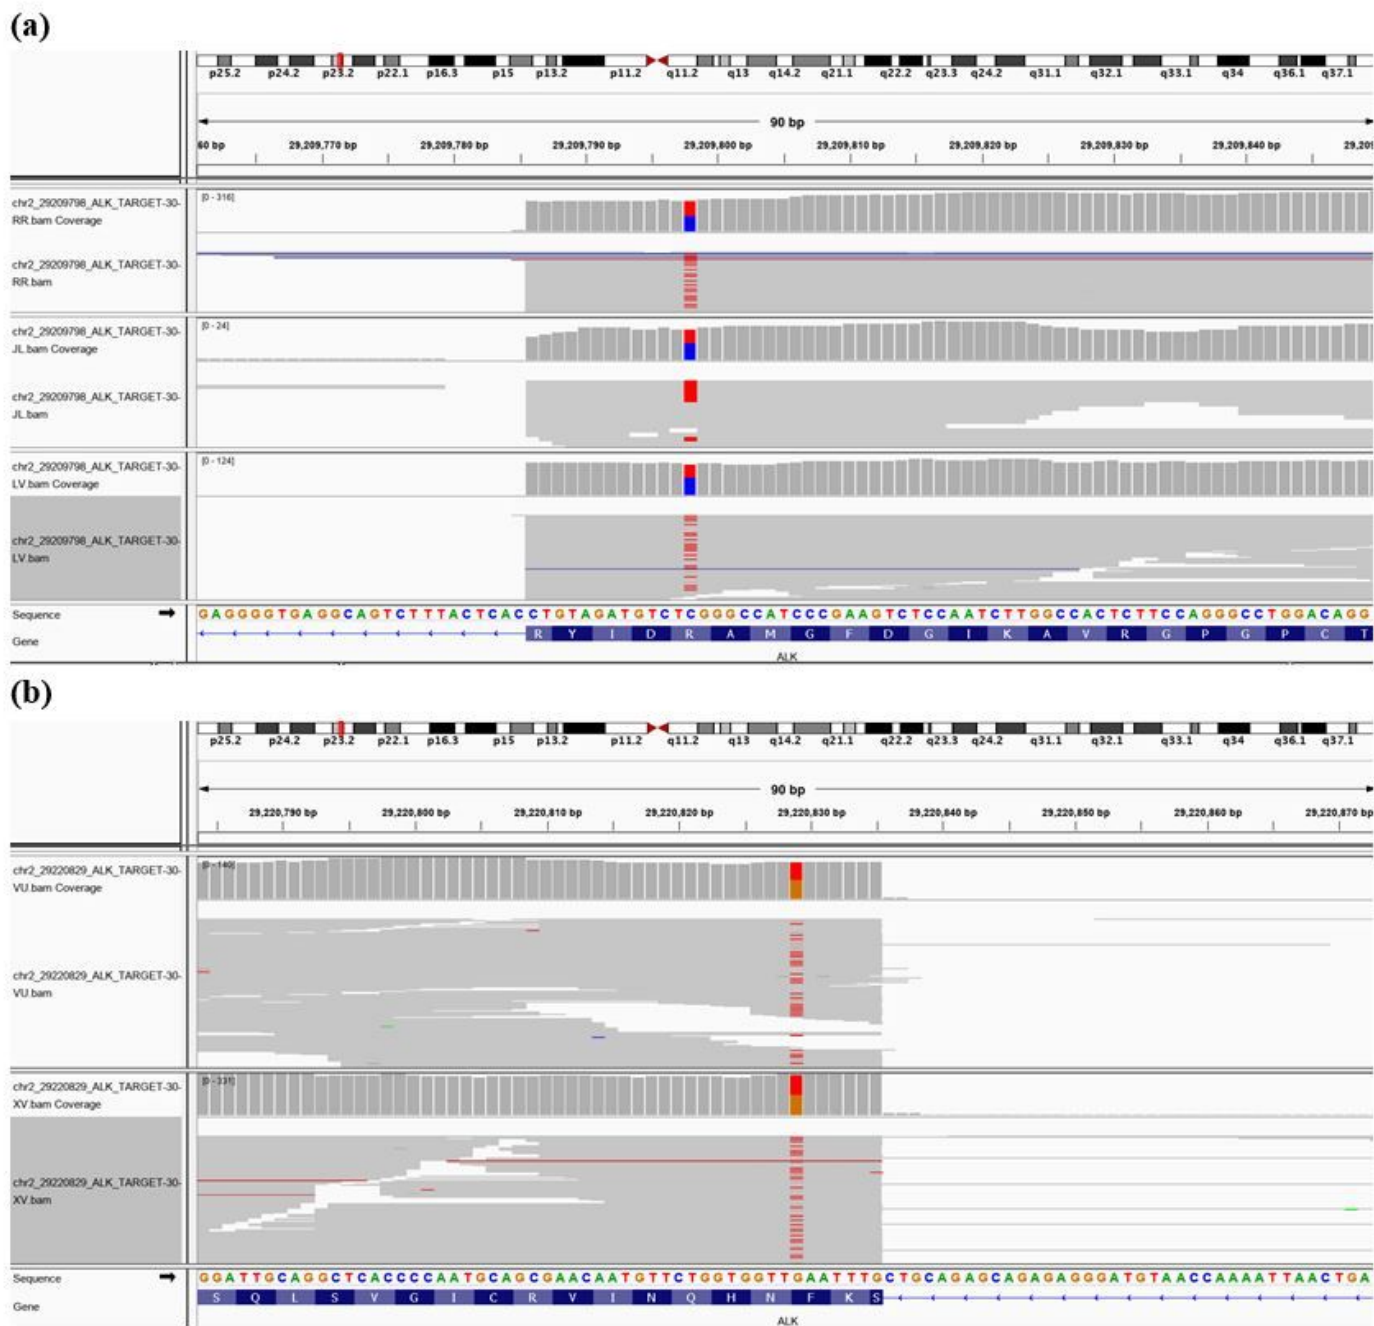 (a)
p25.2 p24.2 p23.2 p22.1 p16.3 p15 p13.2 p11.2 q11.2 q13 q14.2 q21.1 q22.2 q23.3 q24.2 q31.1 q32.1 q33.1 q34 q36.1 q37.1
90 bp
60 bp 29,209,770 bp 29,209,780 bp 29,209,790 bp 29,209,800 bp 29,209,810 bp 29,209,820 bp 29,209,830 bp 29,209,840 bp 29,209
chr2_29209798_ALK_TARGET-30-
RR.bam Coverage
[0 - 316]
chr2_29209798_ALK_TARGET-30-
RR.bam
chr2_29209798_ALK_TARGET-30-
JL.bam Coverage
[0 - 24]
chr2_29209798_ALK_TARGET-30-
JL.bam
chr2_29209798_ALK_TARGET-30-
LV.bam Coverage
[0 - 124]
chr2_29209798_ALK_TARGET-30-
LV.bam
Sequence GAGGGGTGAGGCAGTCTTTACTCACCTGTAGATGTCTCGGGCCATCCCGAAGTCTCCAATCTTGGCCACTCTTCCAGGGCCTGGACAGG
Gene R Y I D R A M G F D G I K A V R G P G P C T
ALK
(b)
p25.2 p24.2 p23.2 p22.1 p16.3 p15 p13.2 p11.2 q11.2 q13 q14.2 q21.1 q22.2 q23.3 q24.2 q31.1 q32.1 q33.1 q34 q36.1 q37.1
90 bp
29,220,790 bp 29,220,800 bp 29,220,810 bp 29,220,820 bp 29,220,830 bp 29,220,840 bp 29,220,850 bp 29,220,860 bp 29,220,870 bp
chr2_29220829_ALK_TARGET-30-
VU.bam Coverage
[0 - 140]
chr2_29220829_ALK_TARGET-30-
VU.bam
chr2_29220829_ALK_TARGET-30-
XV.bam Coverage
[0 - 331]
chr2_29220829_ALK_TARGET-30-
XV.bam
Sequence GGATTGCAGGCTCACCCCAATGCAGCGAACAATGTTCTGGTGGTTGAATTTGCTGCAGAGCAGAGAGGGATGTAACCAAAATTAACTGA
Gene S Q L S V G I C R V I N Q H N F K S
ALK